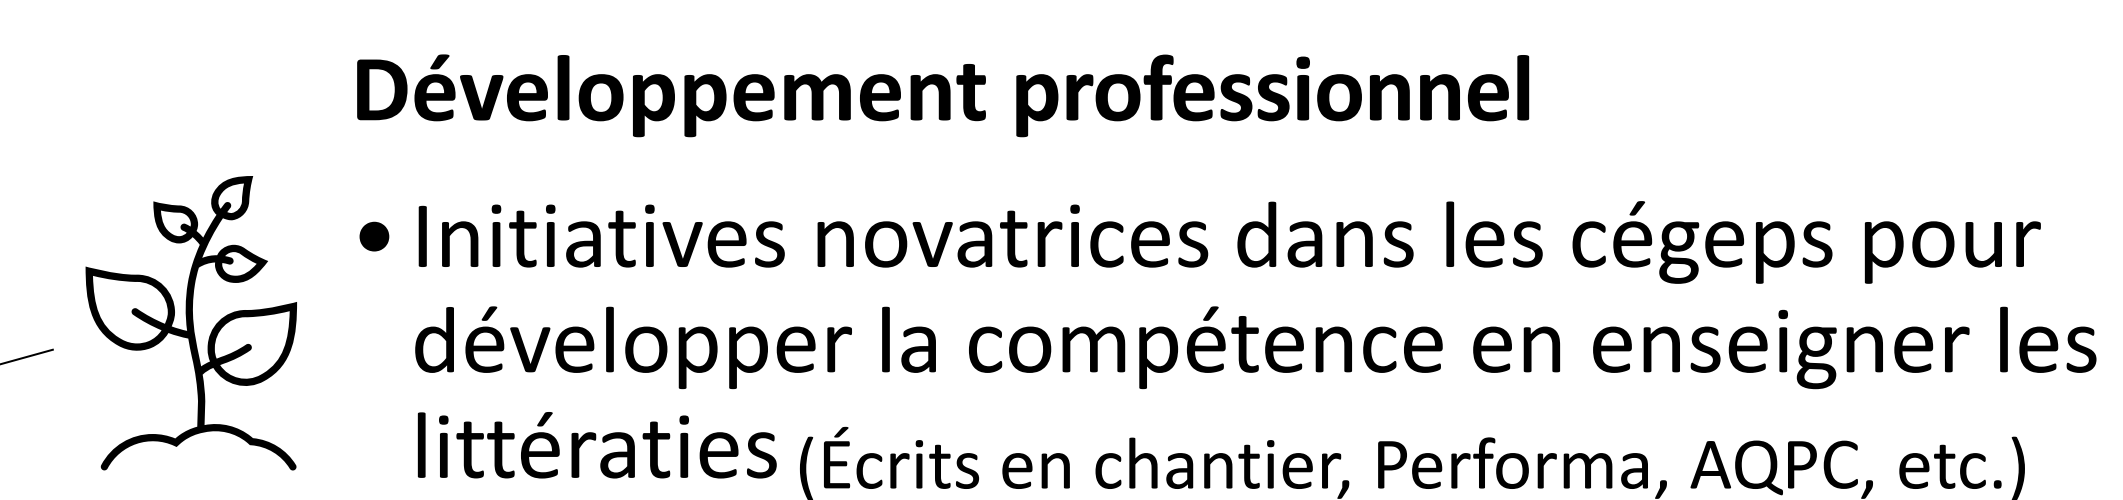 Développement professionnel
• Initiatives novatrices dans les cégeps pour
développer la compétence en enseigner les
littératies (Écrits en chantier, Performa, AQPC, etc.)